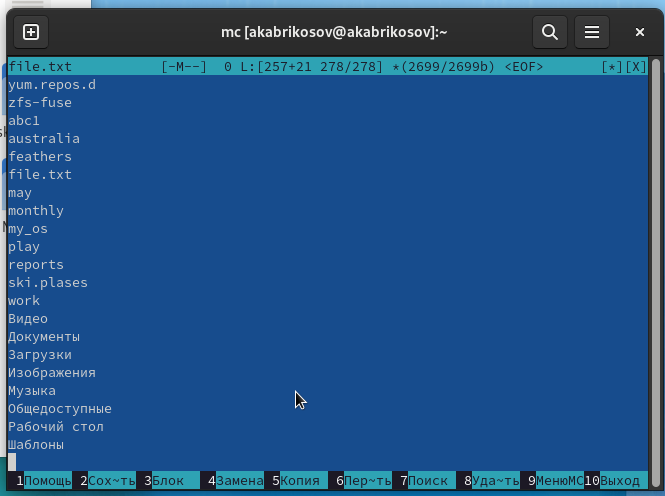 mc [akabrikosov@akabrikosov]:~
file.txt [-M--] 0 L:[257+21 278/278] *(2699/2699b) <EOF> [*][X]
yum.repos.d
zfs-fuse
abc1
australia
feathers
file.txt
may
monthly
my_os
play
reports
ski.plases
work
Видео
Документы
Загрузки
Изображения
Музыка
Общедоступные
Рабочий стол
Шаблоны
1Помощь 2Сох~ть 3Блок 4Замена 5Копия 6Пер~ть 7Поиск 8Уда~ть 9МенюMC 10Выход